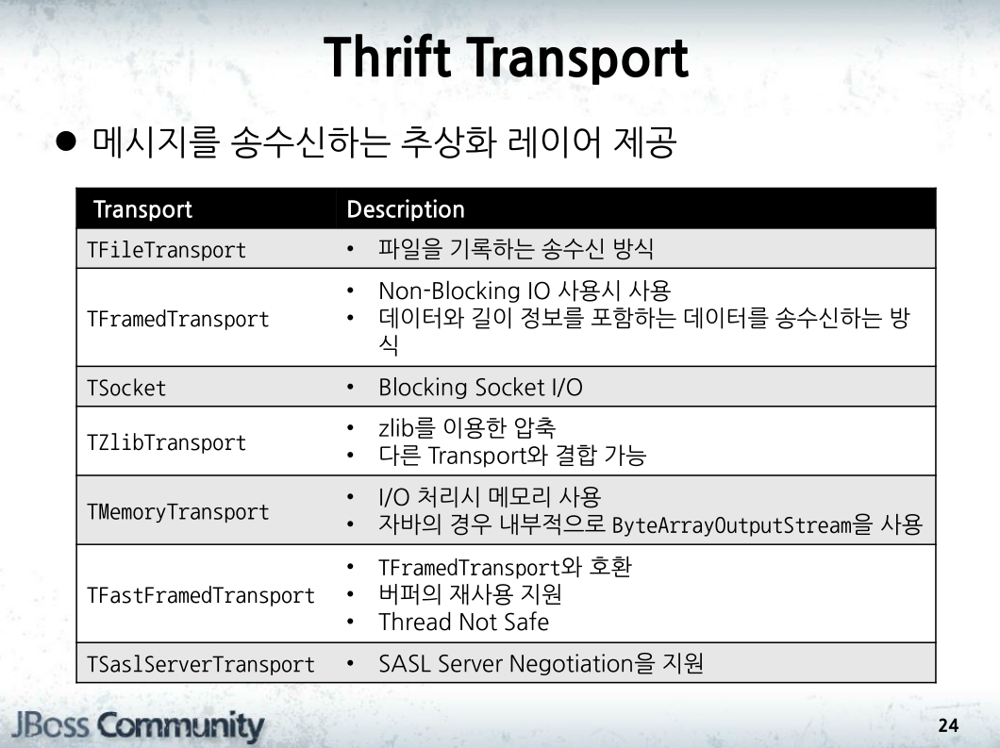 Thrift Transport
● 메시지를 송수신하는 추상화 레이어 제공
Transport Description
TFileTransport • 파일을 기록하는 송수신 방식
• Non-Blocking IO 사용시 사용
TFramedTransport • 데이터와 길이 정보를 포함하는 데이터를 송수신하는 방
식
TSocket • Blocking Socket I/O
TZlibTransport • zlib를 이용한 압축
• 다른 Transport와 결합 가능
TMemoryTransport • I/O 처리시 메모리 사용
• 자바의 경우 내부적으로 ByteArrayOutputStream을 사용
• TFramedTransport와 호환
TFastFramedTransport • 버퍼의 재사용 지원
• Thread Not Safe
TSaslServerTransport • SASL Server Negotiation을 지원
JBoss Community
24